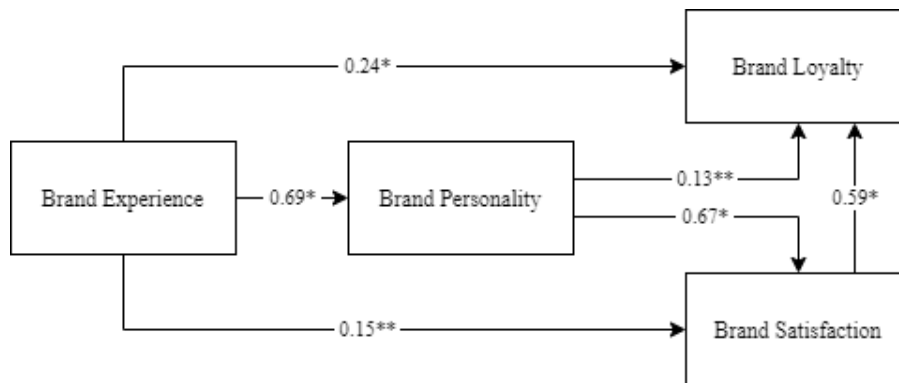 0.24*
Brand Loyalty
Brand Experience
0.69*
Brand Personality
0.13**
0.67*
0.59*
0.15**
Brand Satisfaction